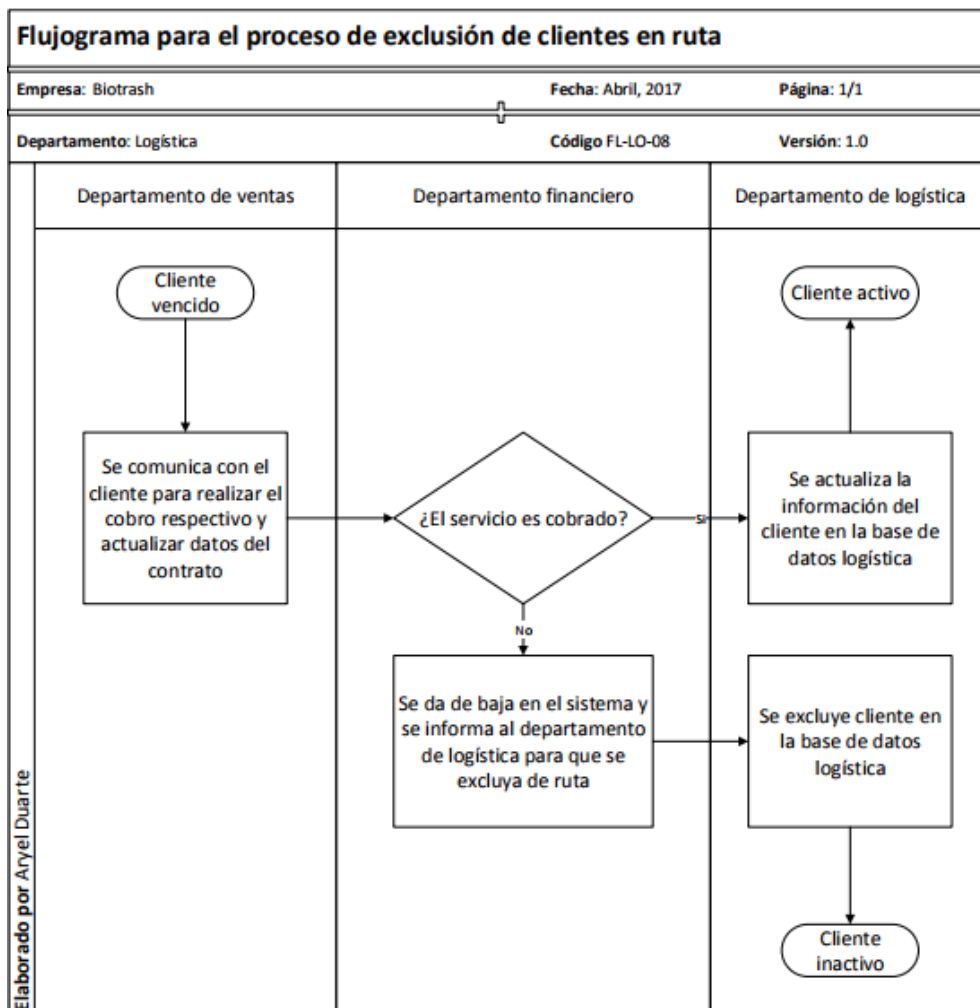 Flujograma para el proceso de exclusión de clientes en ruta
Empresa: Biotrash
Fecha: Abril, 2017
Página: 1/1
Departamento: Logística
Código FL-LO-08
Versión: 1.0
Departamento de ventas
Departamento financiero
Departamento de logística
Cliente
vencido
Cliente activo
Se comunica con el
cliente para realizar el
cobro respectivo y
actualizar datos del
contrato
¿El servicio es cobrado?
Si
Se actualiza la
información del
cliente en la base de
datos logística
No
Se da de baja en el sistema y
se informa al departamento
de logística para que se
excluya de ruta
Se excluye cliente en
la base de datos
logística
Cliente
inactivo
Elaborado por Aryel Duarte